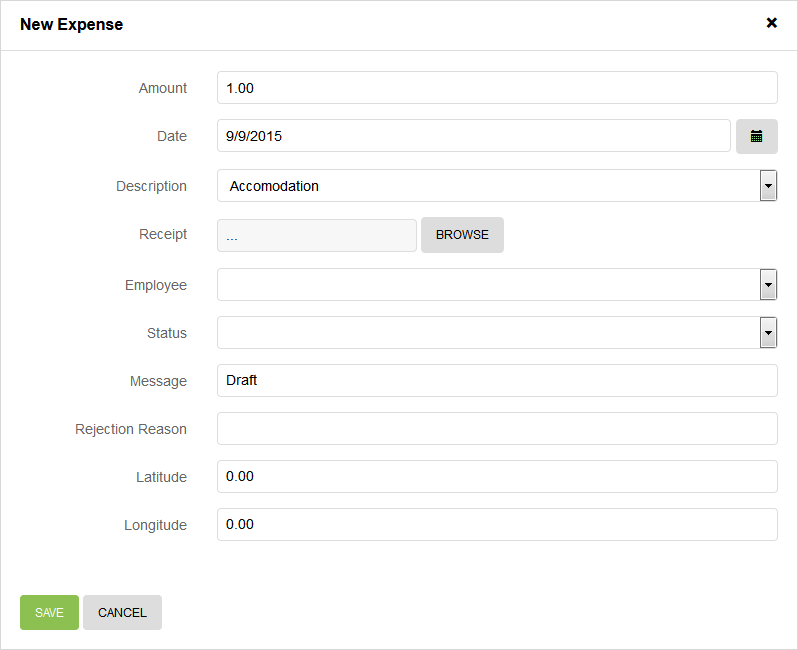 New Expense ×
Amount 1.00
Date 9/9/2015
Description Accomodation
Receipt ... BROWSE
Employee
Status
Message Draft
Rejection Reason
Latitude 0.00
Longitude 0.00
SAVE CANCEL